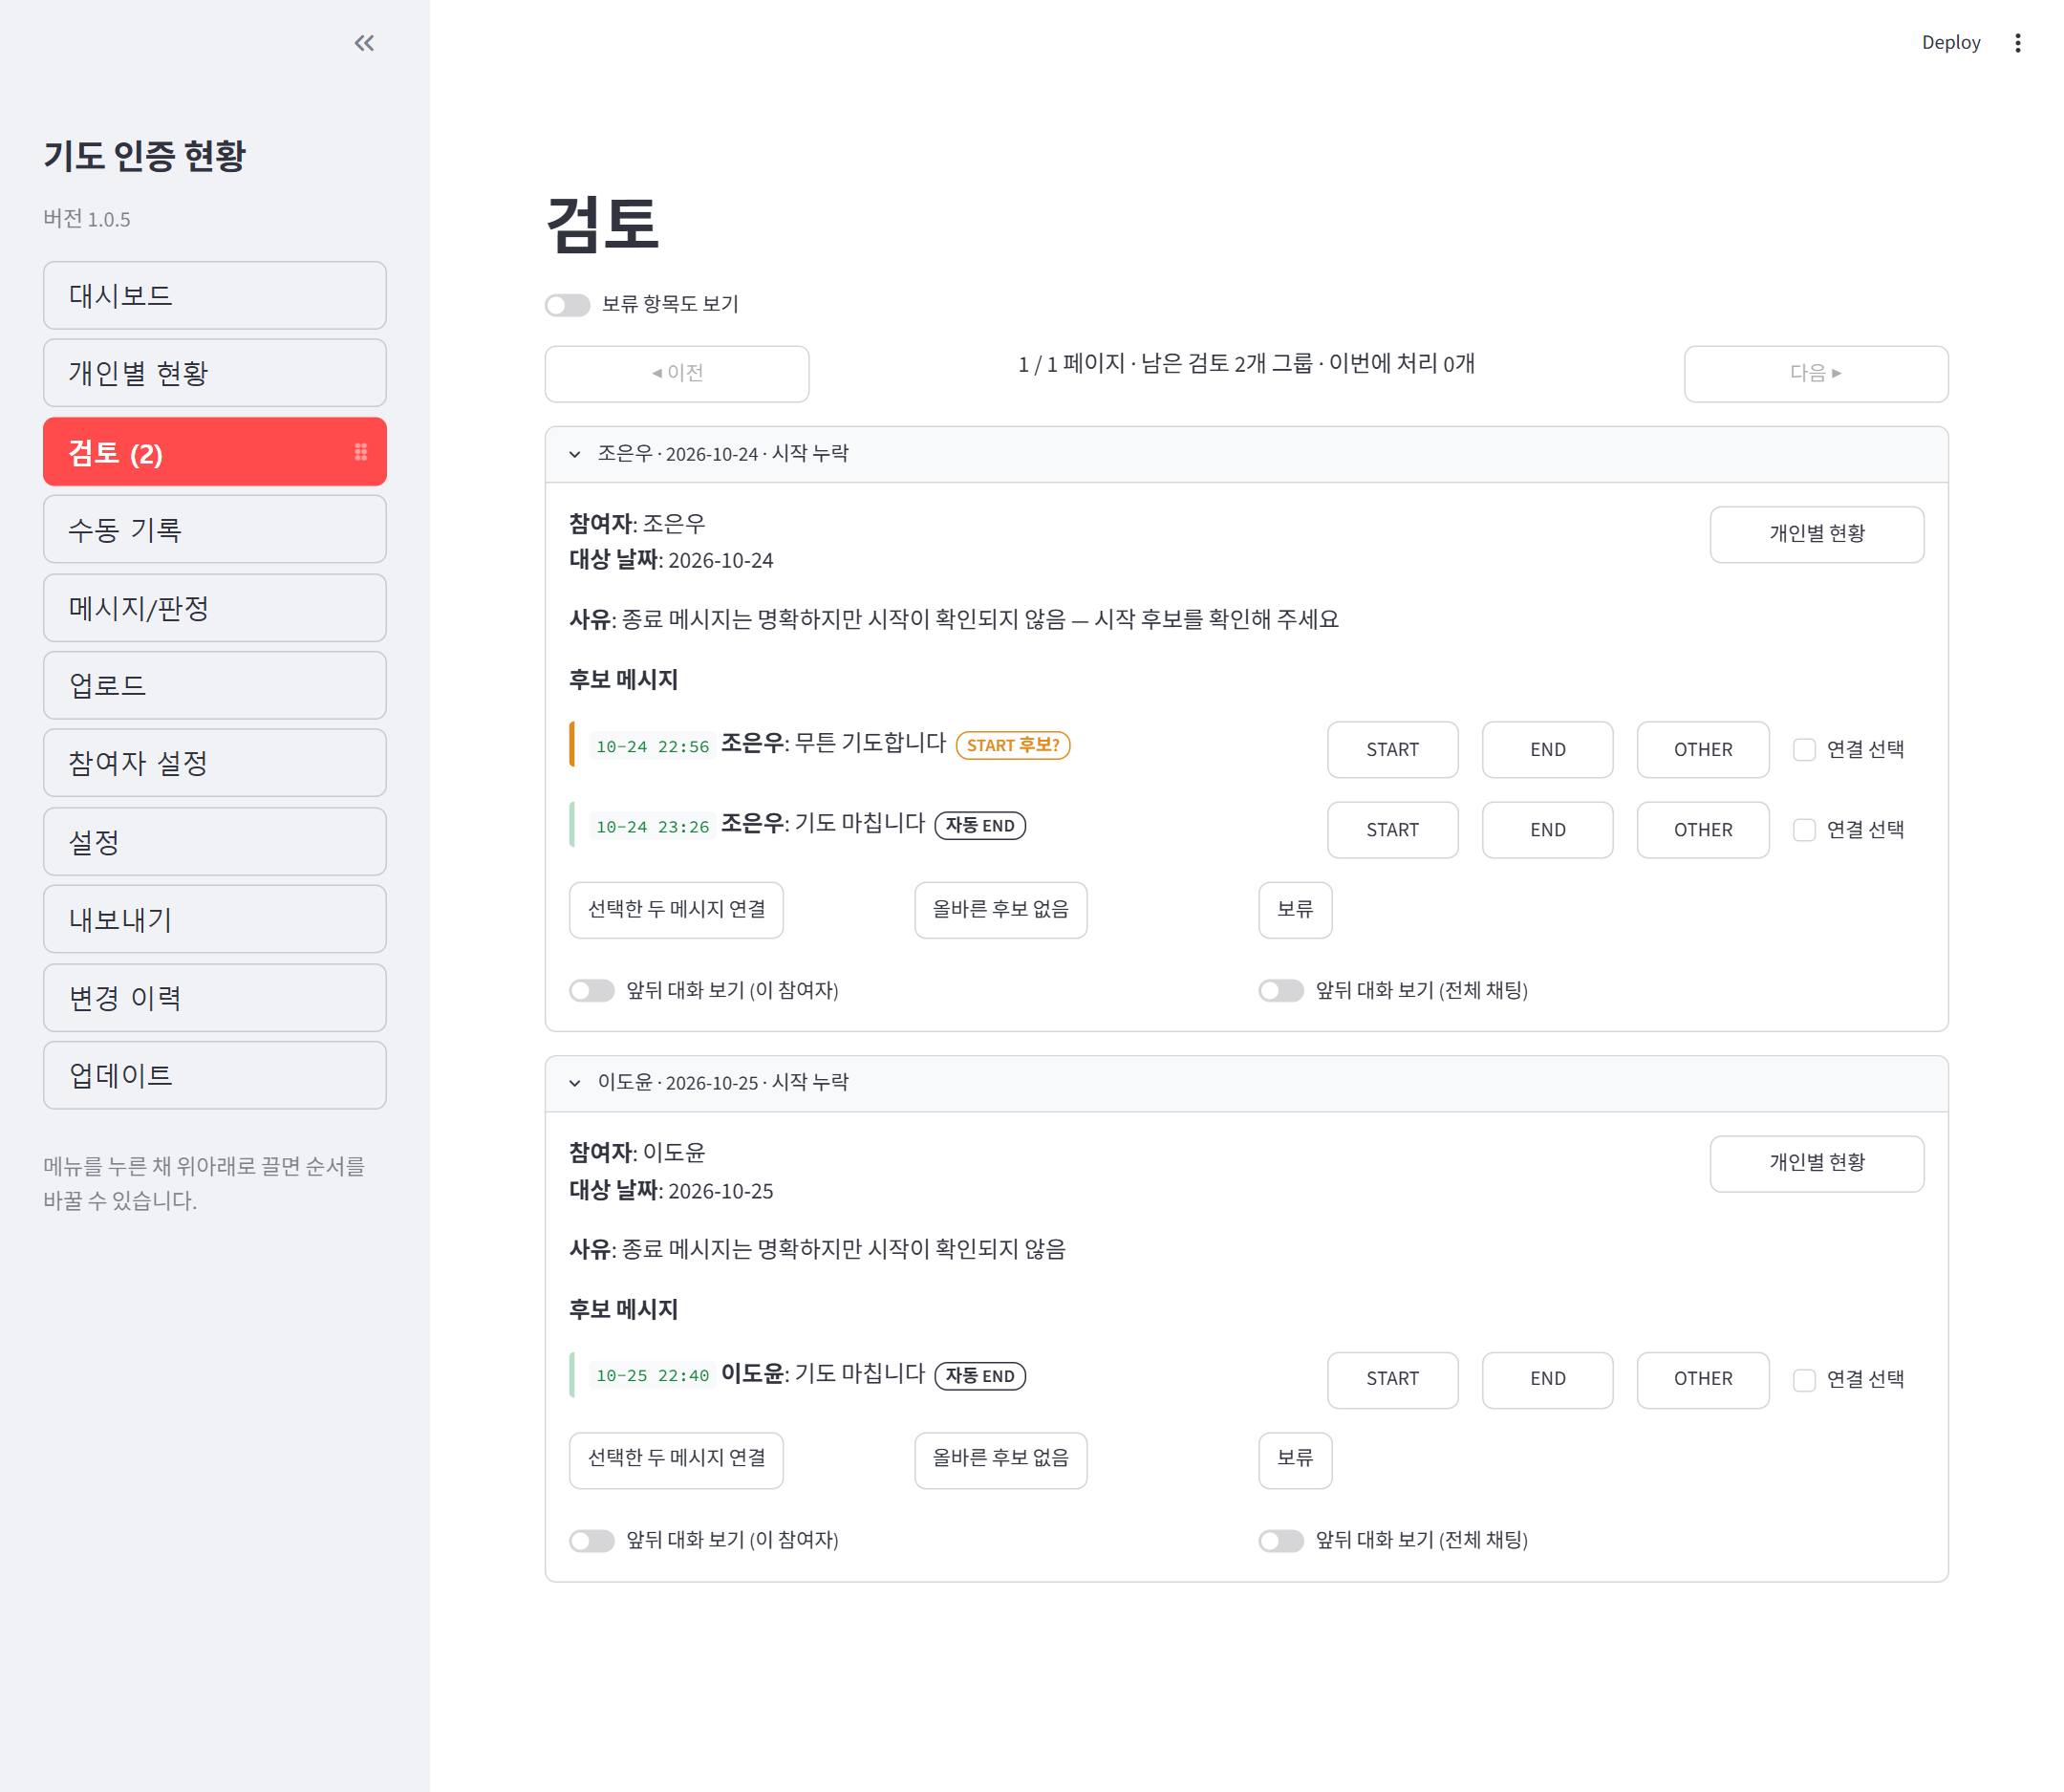 Deploy
기도 인증 현황
버전 1.0.5
대시보드
개인별 현황
검토 (2)
수동 기록
메시지/판정
업로드
참여자 설정
설정
내보내기
변경 이력
업데이트
메뉴를 누른 채 위아래로 끌면 순서를
바꿀 수 있습니다.
검토
보류 항목도 보기
◂ 이전
1 / 1 페이지 · 남은 검토 2개 그룹 · 이번에 처리 0개
다음 ▸
조은우 · 2026-10-24 · 시작 누락
참여자: 조은우
개인별 현황
대상 날짜: 2026-10-24
사유: 종료 메시지는 명확하지만 시작이 확인되지 않음 — 시작 후보를 확인해 주세요
후보 메시지
10-24 22:56 조은우: 무튼 기도합니다 START 후보? START END OTHER 연결 선택
10-24 23:26 조은우: 기도 마칩니다 자동 END START END OTHER 연결 선택
선택한 두 메시지 연결 올바른 후보 없음 보류
앞뒤 대화 보기 (이 참여자) 앞뒤 대화 보기 (전체 채팅)
이도윤 · 2026-10-25 · 시작 누락
참여자: 이도윤
개인별 현황
대상 날짜: 2026-10-25
사유: 종료 메시지는 명확하지만 시작이 확인되지 않음
후보 메시지
10-25 22:40 이도윤: 기도 마칩니다 자동 END START END OTHER 연결 선택
선택한 두 메시지 연결 올바른 후보 없음 보류
앞뒤 대화 보기 (이 참여자) 앞뒤 대화 보기 (전체 채팅)